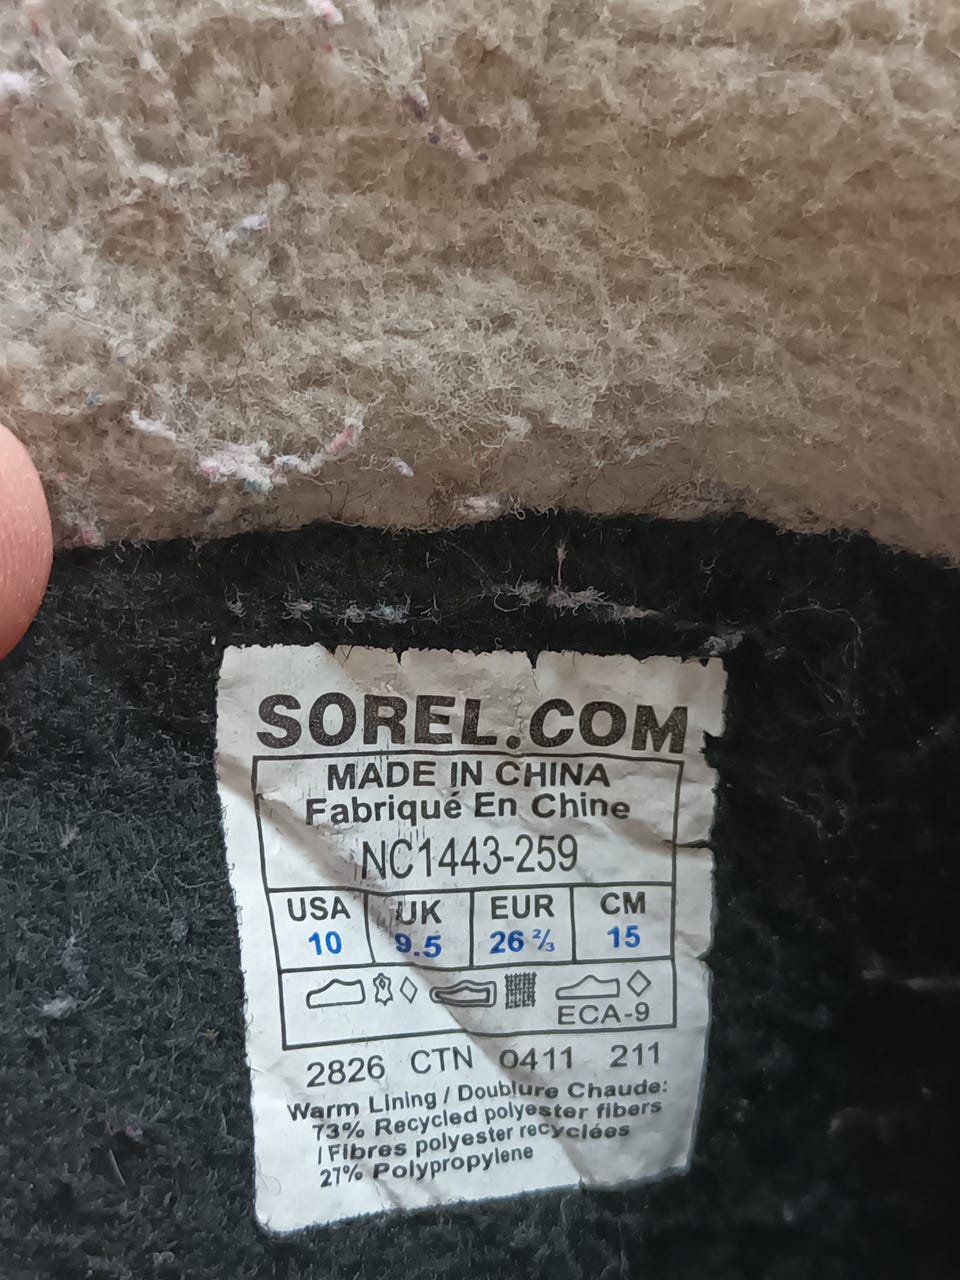 SOREL.COM
MADE IN CHINA
Fabriqué En Chine
NC1443-259
USA UK EUR CM
10 9.5 26 ⅔ 15
ECA-9
2826 CTN 0411 211
Warm Lining / Doublure Chaude:
73% Recycled polyester fibers
/ Fibres polyester recyclées
27% Polypropylene